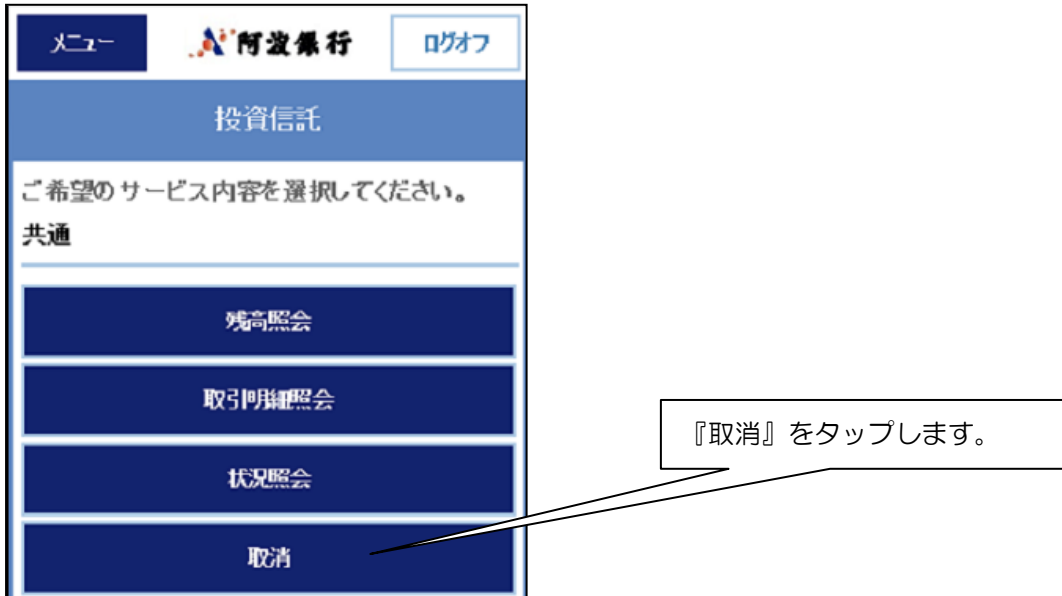 メニュー 阿波銀行 ログオフ
投資信託
ご希望のサービス内容を選択してください。
共通
残高照会
取引明細照会
状況照会
『取消』をタップします。
取消